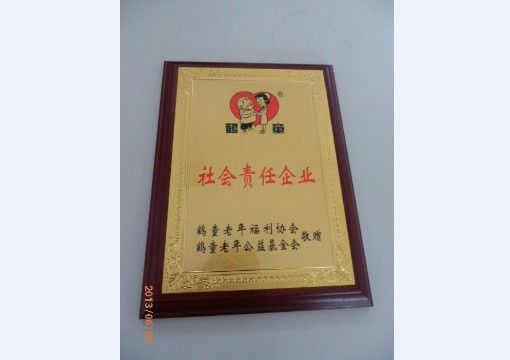 ®
鹤童
社会责任企业
鹤童老年福利协会
鹤童老年公益基金会
敬赠
2013/06/